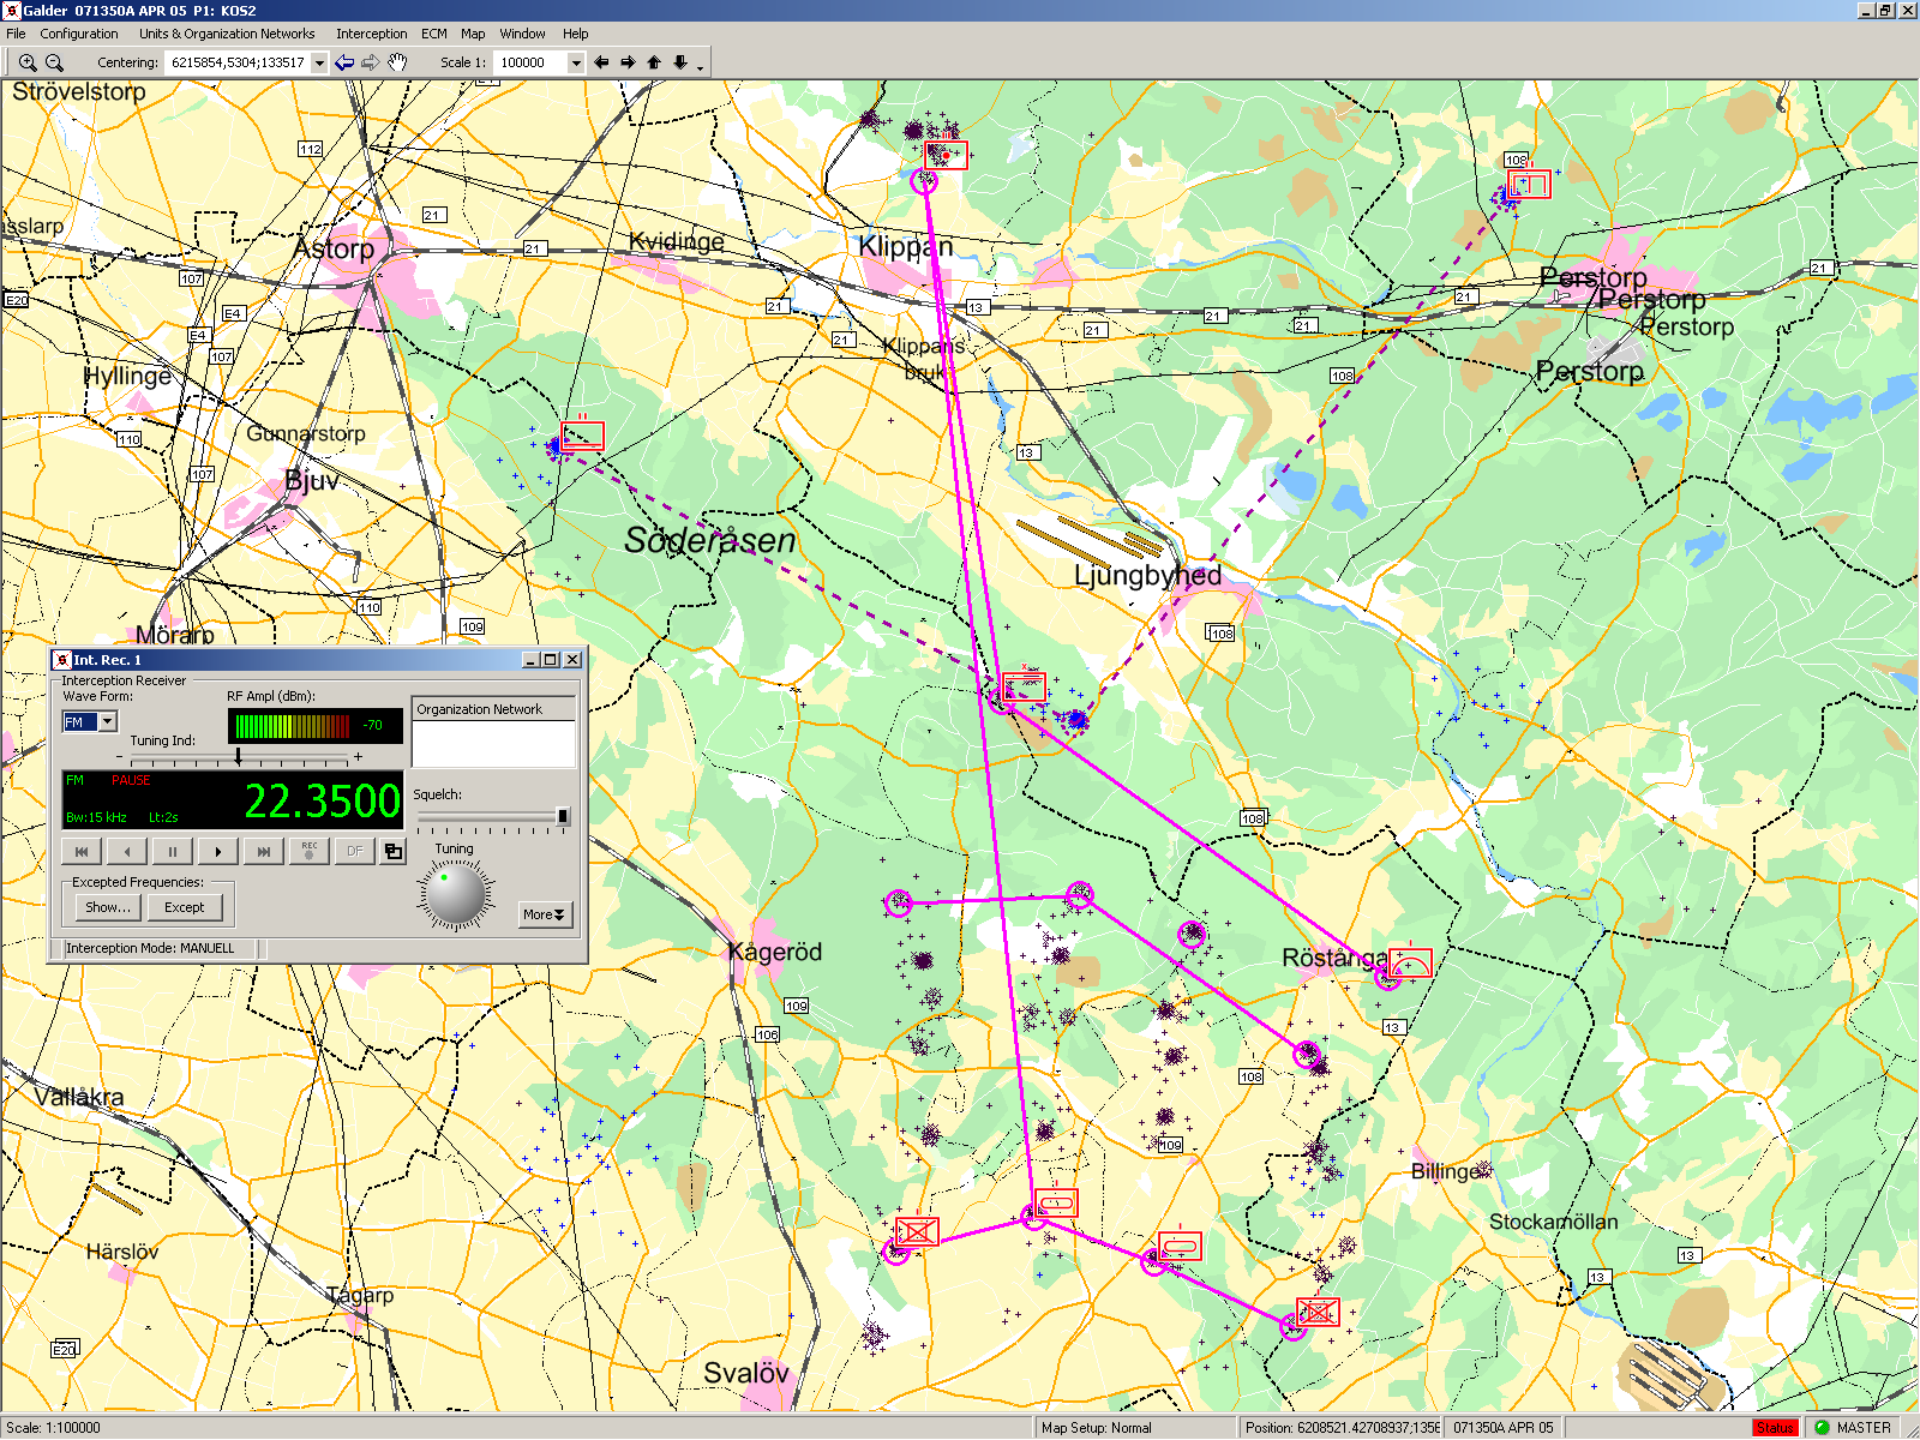 Galder 071350A APR 05 P1: KOS2
File Configuration Units & Organization Networks Interception ECM Map Window Help
Centering: 6215854,5304;133517 Scale 1: 100000
Strövelstorp
112
108
21
sslarp
Åstorp
21
Kvidinge
Klippan
21
107
Perstorp
E20
E4
21
13
21
Perstorp
E4
21
21
21
Perstorp
107
21
Klippans
bruk
Hyllinge
108
Perstorp
110
Gunnarstorp
13
107
Bjuv
Söderåsen
Ljungbyhed
110
109
108
Mörarp
Int. Rec. 1
Interception Receiver
Wave Form:
RF Ampl (dBm):
Organization Network
FM
-70
Tuning Ind:
- +
FM PAUSE
22.3500
Bw:15 kHz Lt:2s
Squelch:
REC
DF
Tuning
Excepted Frequencies:
Show...
Except
More
Interception Mode: MANUELL
108
Kågeröd
Röstånga
109
106
13
108
Vallåkra
109
Billinge
Stockamöllan
Härslöv
13
13
Tågarp
E20
Svalöv
Scale: 1:100000
Map Setup: Normal
Position: 6208521.42708937;1356
071350A APR 05
Status
MASTER